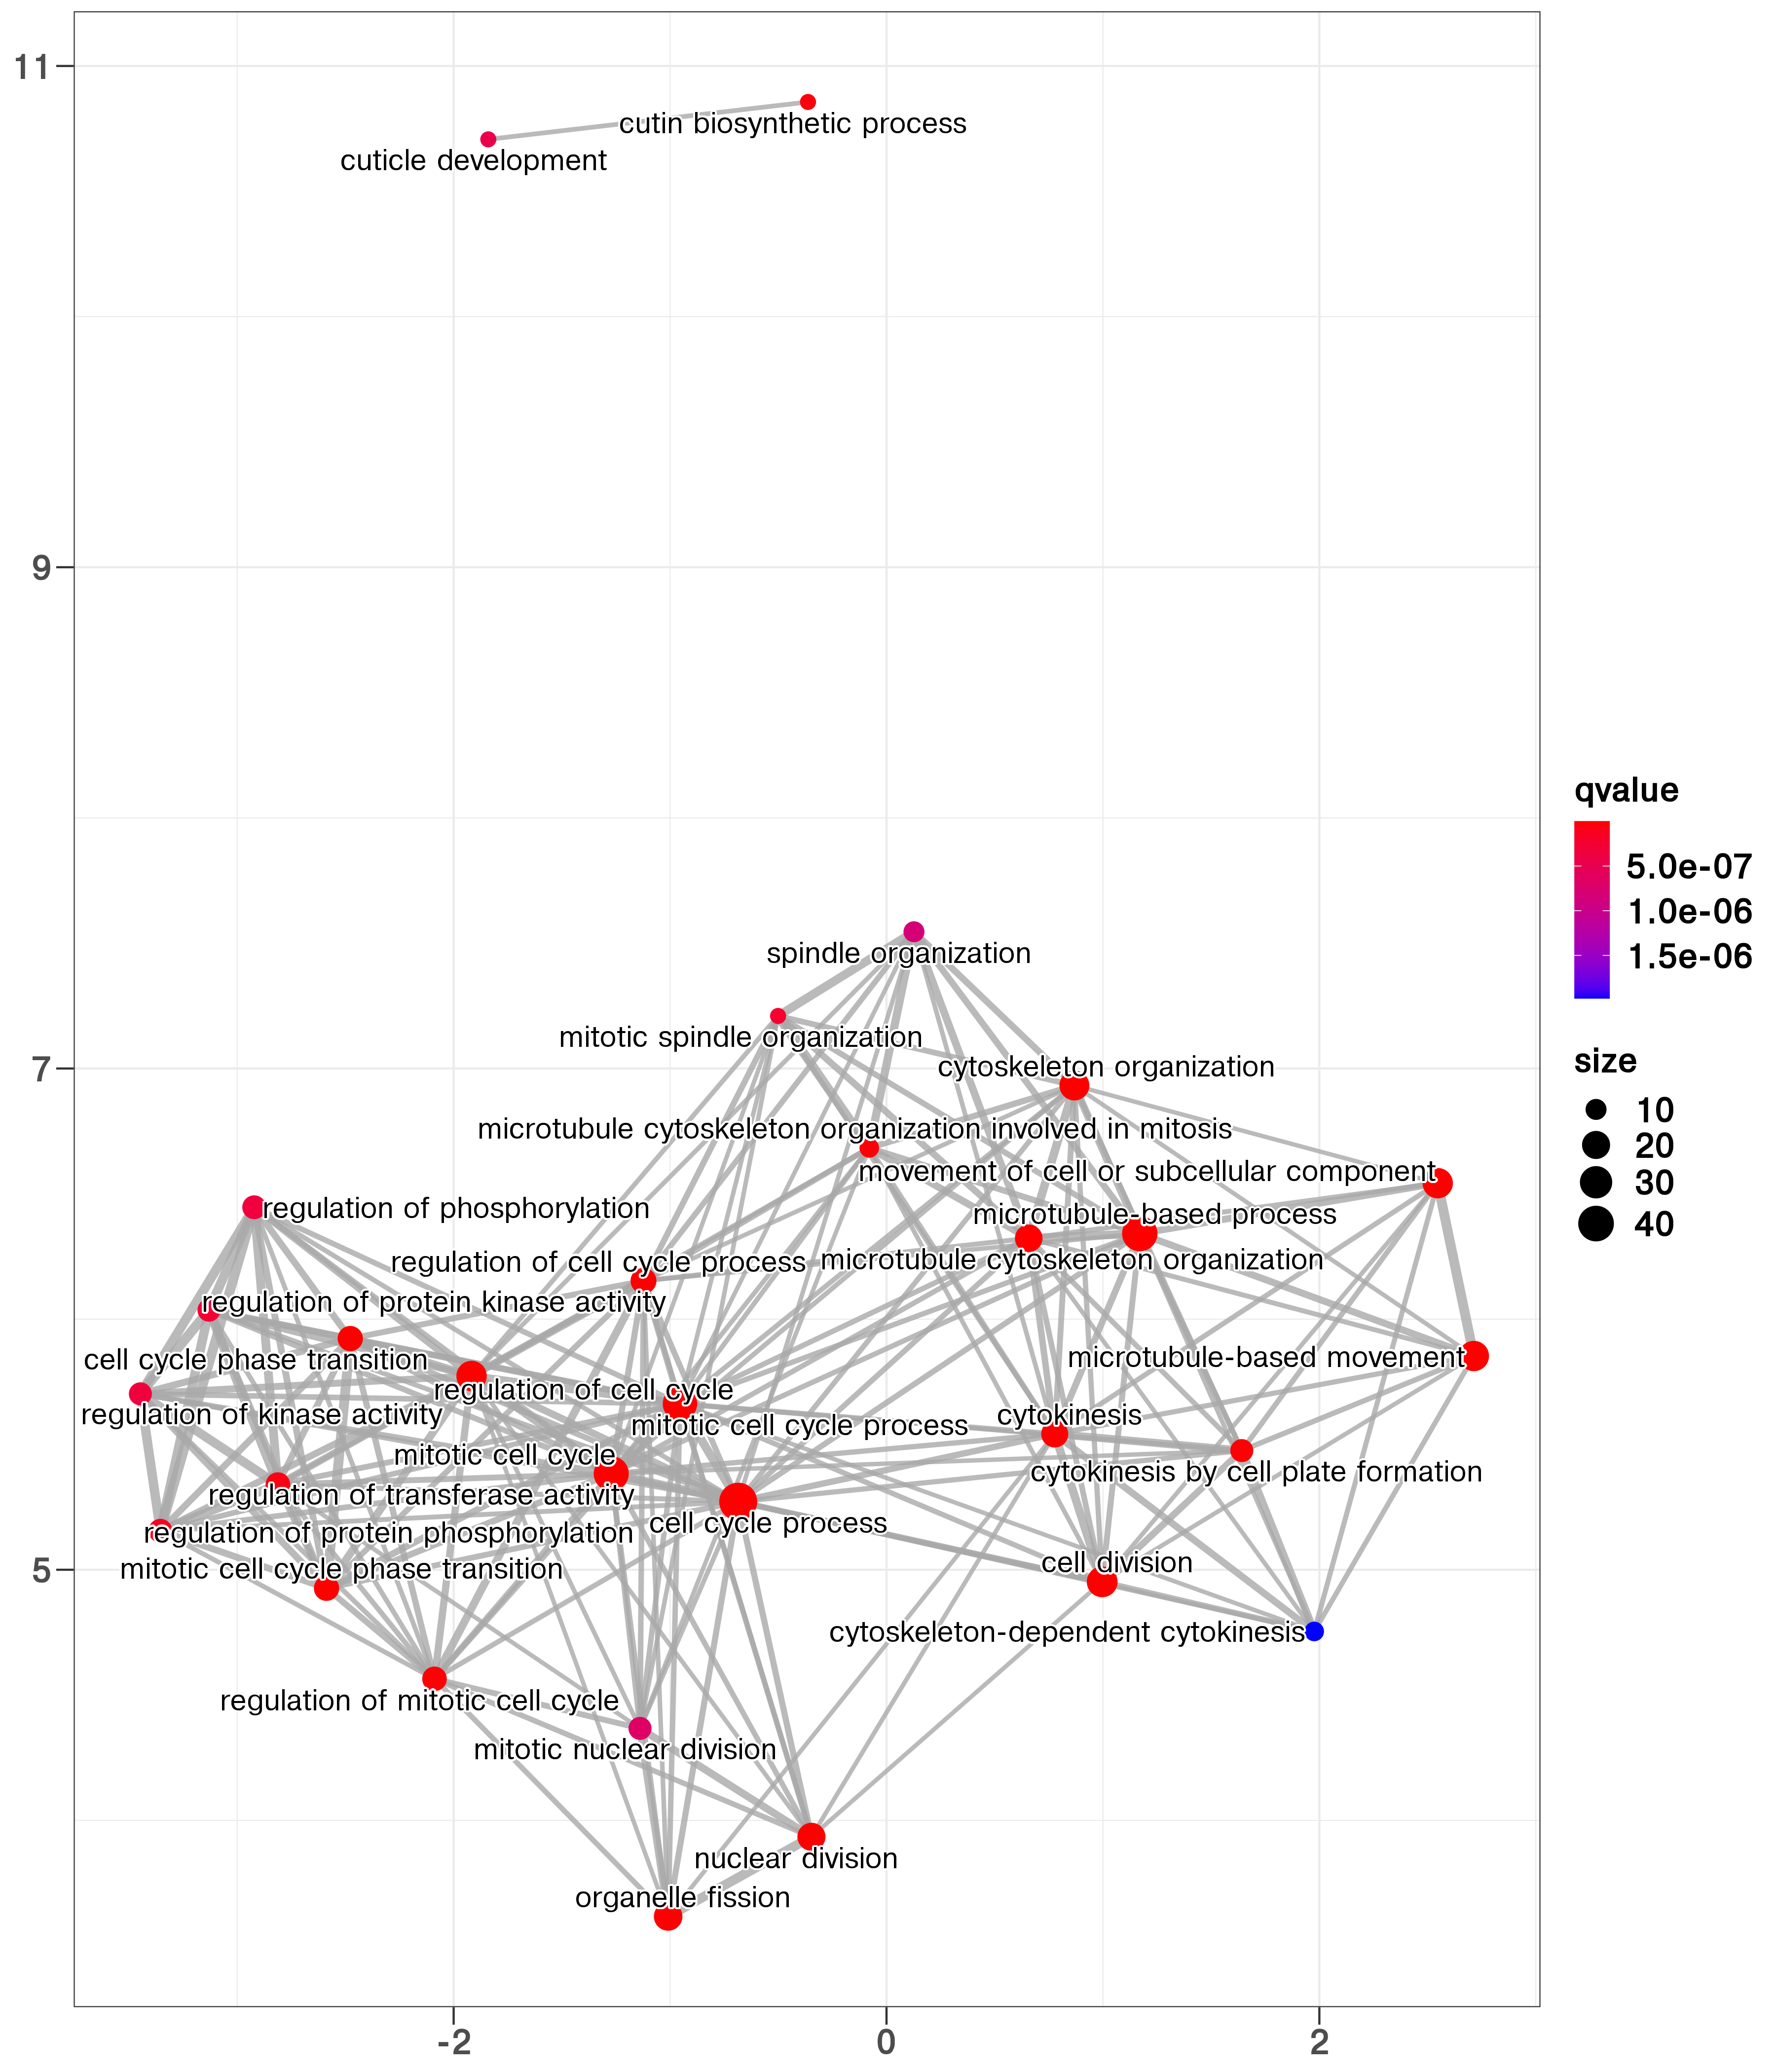 11
cutin biosynthetic process
cuticle development
9
qvalue
5.0e-07
1.0e-06
1.5e-06
spindle organization
mitotic spindle organization
7
cytoskeleton organization
size
10
20
30
40
microtubule cytoskeleton organization involved in mitosis
movement of cell or subcellular component
regulation of phosphorylation
microtubule-based process
regulation of cell cycle process
microtubule cytoskeleton organization
regulation of protein kinase activity
cell cycle phase transition
microtubule-based movement
regulation of cell cycle
regulation of kinase activity
cytokinesis
mitotic cell cycle process
mitotic cell cycle
cytokinesis by cell plate formation
regulation of transferase activity
cell cycle process
regulation of protein phosphorylation
5
mitotic cell cycle phase transition
cell division
cytoskeleton-dependent cytokinesis
regulation of mitotic cell cycle
mitotic nuclear division
nuclear division
organelle fission
-2
0
2